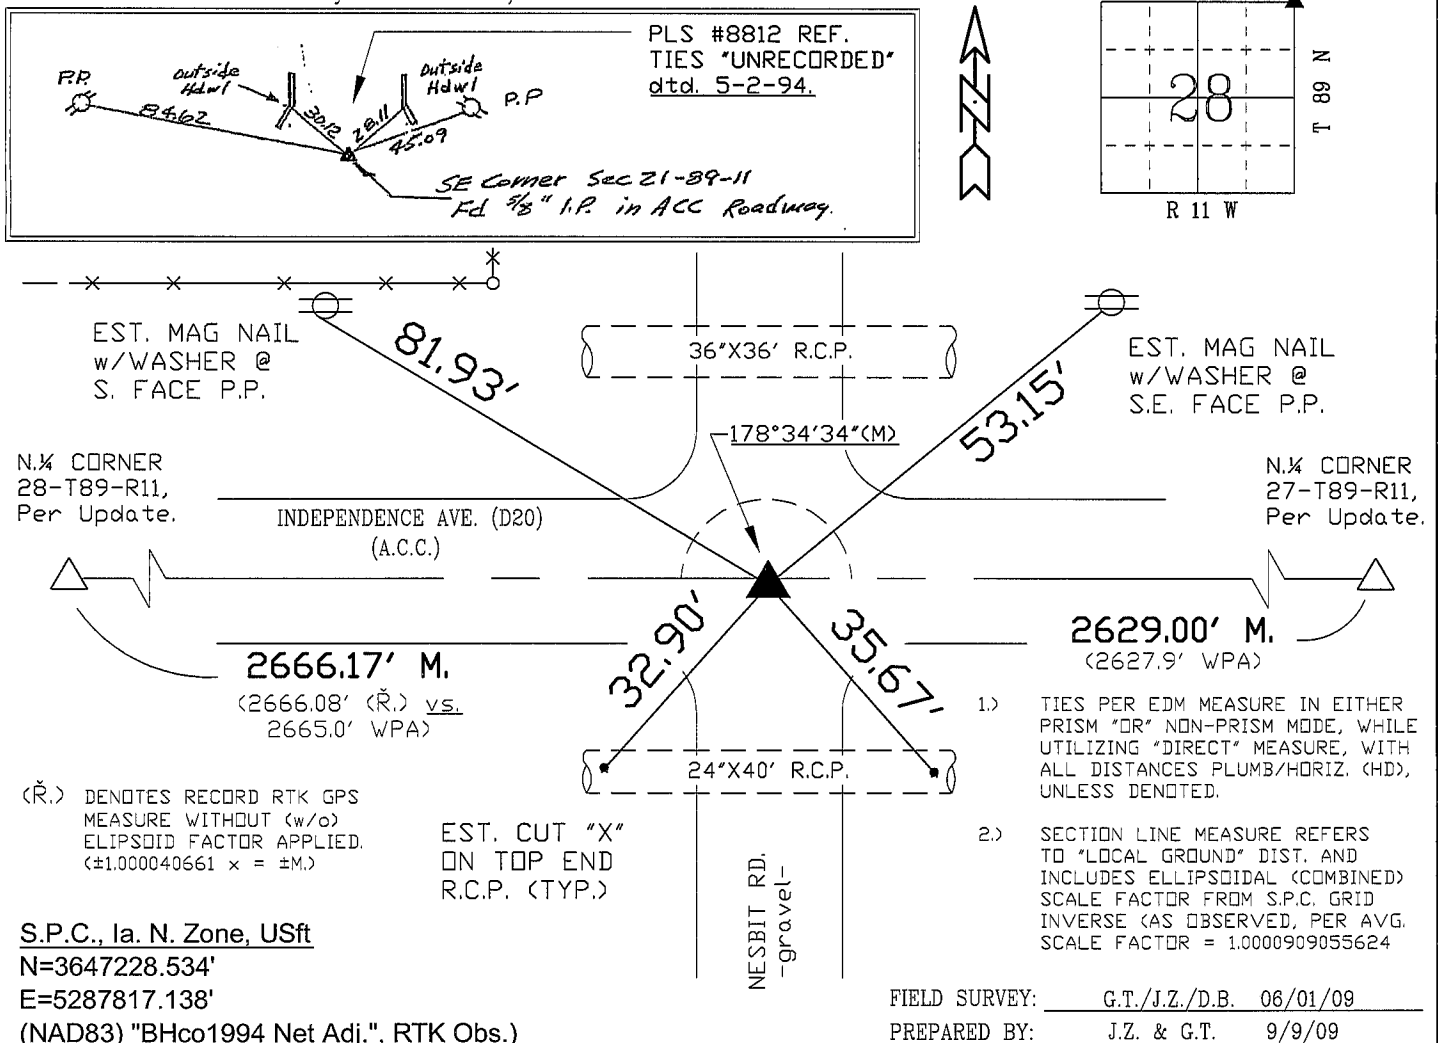 PLS #8812 REF.
TIES "UNRECORDED"
dtd. 5-2-94.
P.P.
outside
Hdwl
outside
Hdwl
P.P
84.62
30.12
28.11
45.09
SE Corner Sec 21-89-11
Fd 5/8" I.P. in ACC Roadway.
N
28
T 89 N
R 11 W
EST. MAG NAIL
w/WASHER @
S. FACE P.P.
81.93'
36"X36' R.C.P.
53.15'
EST. MAG NAIL
w/WASHER @
S.E. FACE P.P.
178°34'34"(M)
N.¼ CORNER
28-T89-R11,
Per Update.
INDEPENDENCE AVE. (D20)
(A.C.C.)
N.¼ CORNER
27-T89-R11,
Per Update.
2666.17' M.
(2666.08' (Ř.) vs.
2665.0' WPA)
32.90'
35.67'
2629.00' M.
(2627.9' WPA)
24"X40' R.C.P.
(Ř.) DENOTES RECORD RTK GPS
MEASURE WITHOUT (w/o)
ELIPSOID FACTOR APPLIED.
(±1.000040661 x = ±M.)
EST. CUT "X"
ON TOP END
R.C.P. (TYP.)
NESBIT RD.
-gravel-
1.) TIES PER EDM MEASURE IN EITHER
PRISM "OR" NON-PRISM MODE, WHILE
UTILIZING "DIRECT" MEASURE, WITH
ALL DISTANCES PLUMB/HORIZ. (HD),
UNLESS DENOTED.
2.) SECTION LINE MEASURE REFERS
TO "LOCAL GROUND" DIST. AND
INCLUDES ELLIPSOIDAL (COMBINED)
SCALE FACTOR FROM S.P.C. GRID
INVERSE (AS OBSERVED, PER AVG.
SCALE FACTOR = 1.0000909055624
S.P.C., Ia. N. Zone, USft
N=3647228.534'
E=5287817.138'
(NAD83) "BHco1994 Net Adj.", RTK Obs.)
FIELD SURVEY: G.T./J.Z./D.B. 06/01/09
PREPARED BY: J.Z. & G.T. 9/9/09